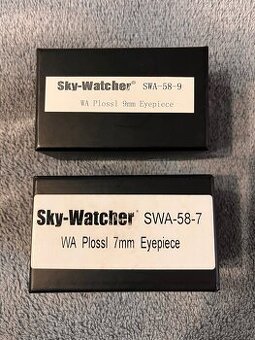 Sky-Watcher® SWA-58-9
WA Plossl 9mm Eyepiece
Sky-Watcher® SWA-58-7
WA Plossl 7mm Eyepiece